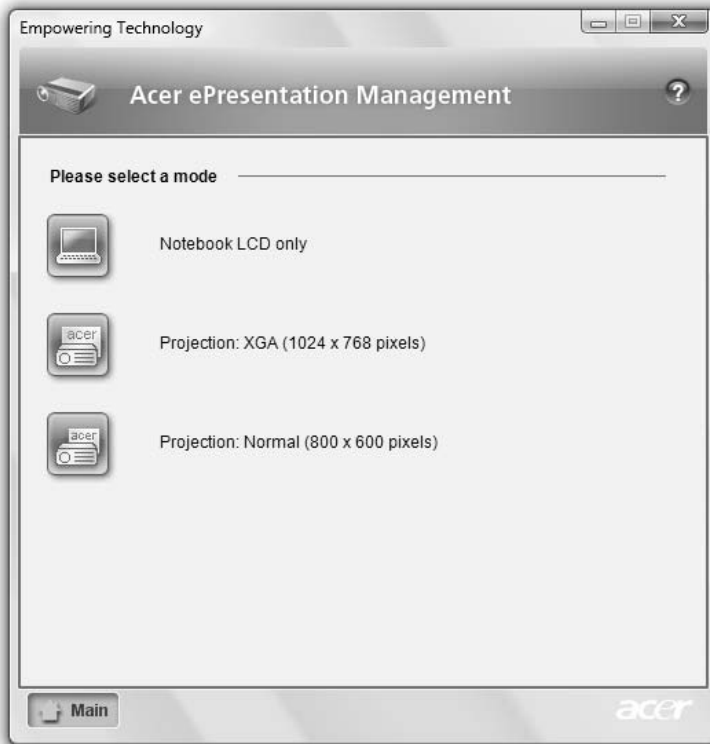 Empowering Technology
Acer ePresentation Management
?
Please select a mode
Notebook LCD only
acer
Projection: XGA (1024 x 768 pixels)
acer
Projection: Normal (800 x 600 pixels)
Main
acer